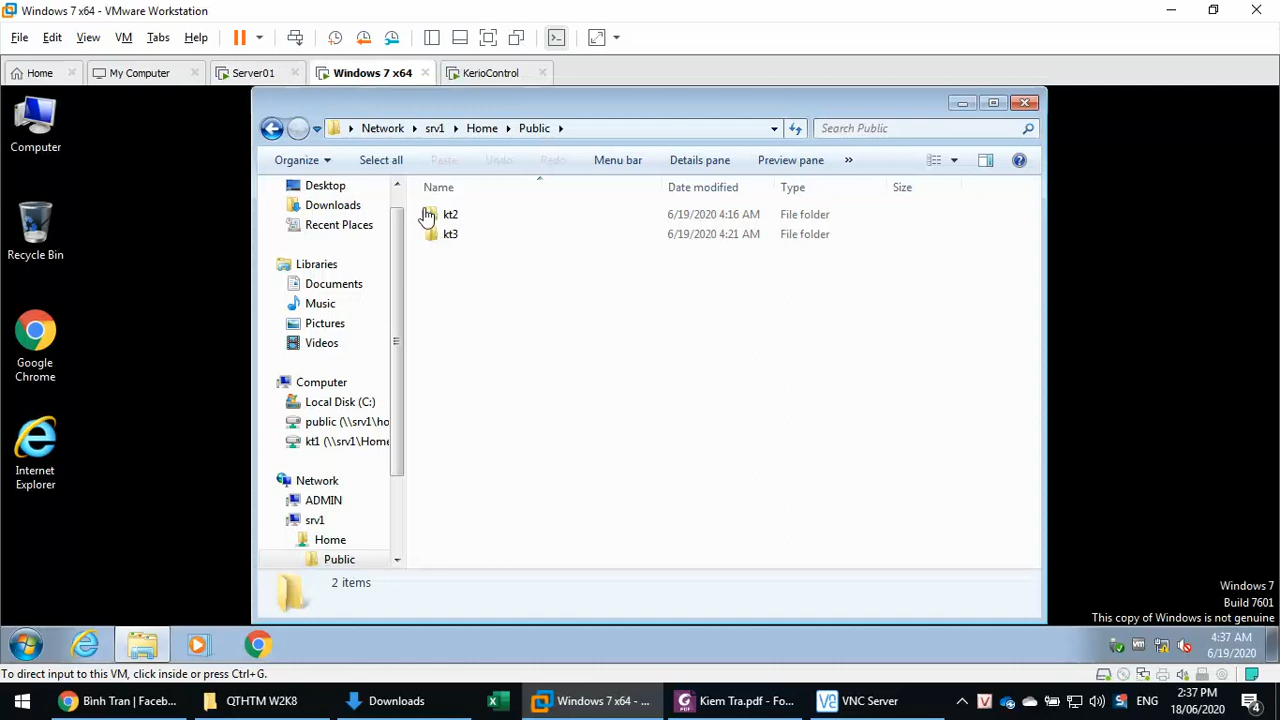 Windows 7 x64 - VMware Workstation
File Edit View VM Tabs Help
Home My Computer Server01 Windows 7 x64 KerioControl
Computer
Recycle Bin
Google
Chrome
Internet
Explorer
Network srv1 Home Public
Search Public
Organize Select all Paste Undo Redo Menu bar Details pane Preview pane »
Name Date modified Type Size
kt2 6/19/2020 4:16 AM File folder
kt3 6/19/2020 4:21 AM File folder
Desktop
Downloads
Recent Places
Libraries
Documents
Music
Pictures
Videos
Computer
Local Disk (C:)
public (\\srv1\ho
kt1 (\\srv1\Home
Network
ADMIN
srv1
Home
Public
2 items
Windows 7
Build 7601
This copy of Windows is not genuine
4:37 AM
6/19/2020
To direct input to this VM, click inside or press Ctrl+G.
Bình Tran | Faceb... QTHTM W2K8 Downloads Windows 7 x64 - ... Kiem Tra.pdf - Fo... VNC Server ENG
2:37 PM
18/06/2020
4